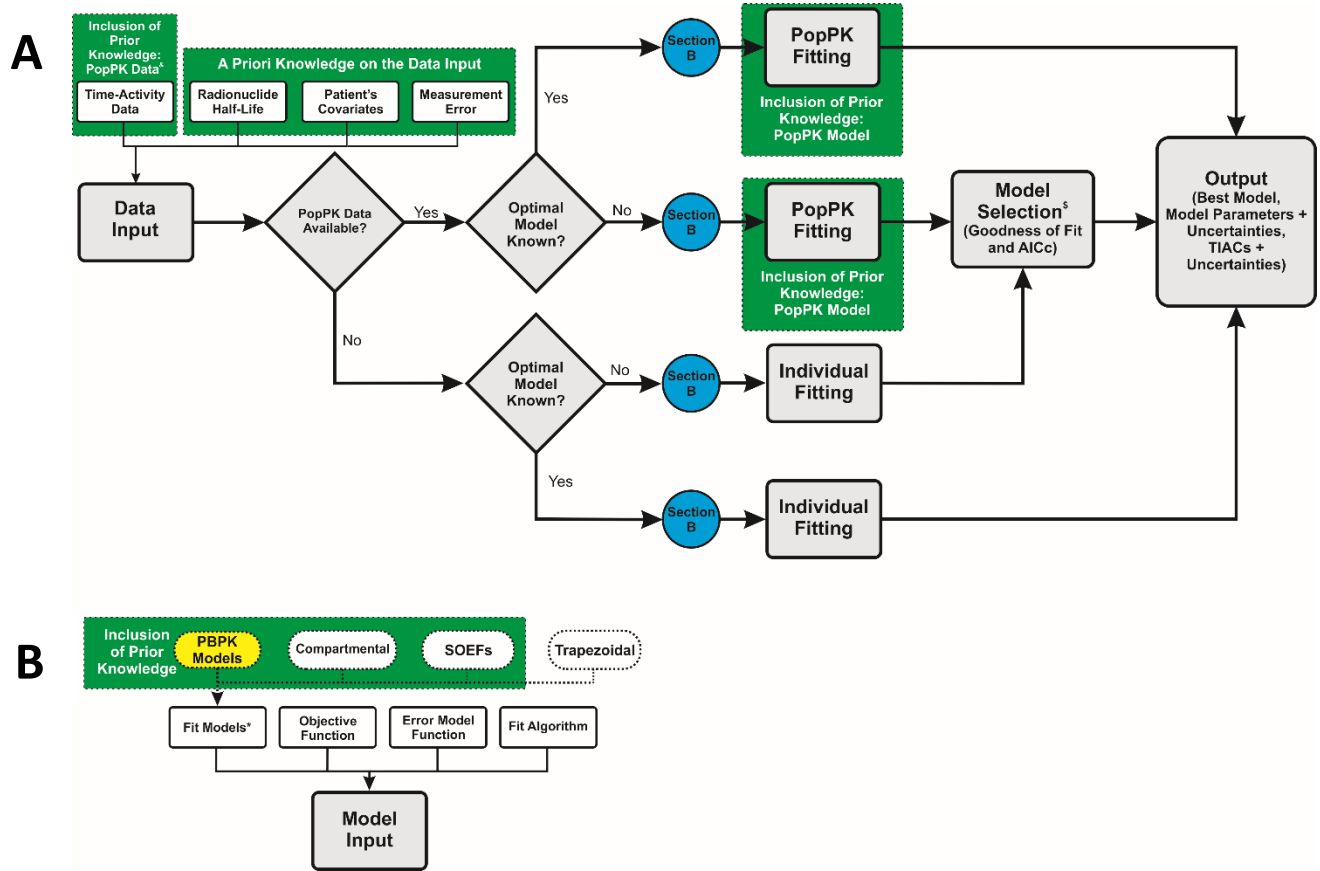 A
Inclusion of
Prior
Knowledge:
PopPK Data&
Time-Activity
Data
A Priori Knowledge on the Data Input
Radionuclide
Half-Life
Patient's
Covariates
Measurement
Error
Data
Input
PopPK Data
Available?
Yes
No
Optimal
Model
Known?
Yes
No
Section
B
PopPK
Fitting
Inclusion of Prior
Knowledge:
PopPK Model
Section
B
PopPK
Fitting
Inclusion of Prior
Knowledge:
PopPK Model
Model
Selection$
(Goodness of Fit
and AICc)
Output
(Best Model,
Model Parameters +
Uncertainties,
TIACs +
Uncertainties)
Optimal
Model
Known?
No
Yes
Section
B
Individual
Fitting
Section
B
Individual
Fitting
B
Inclusion
of Prior
Knowledge
PBPK
Models
Compartmental
SOEFs
Trapezoidal
Fit Models*
Objective
Function
Error Model
Function
Fit Algorithm
Model
Input